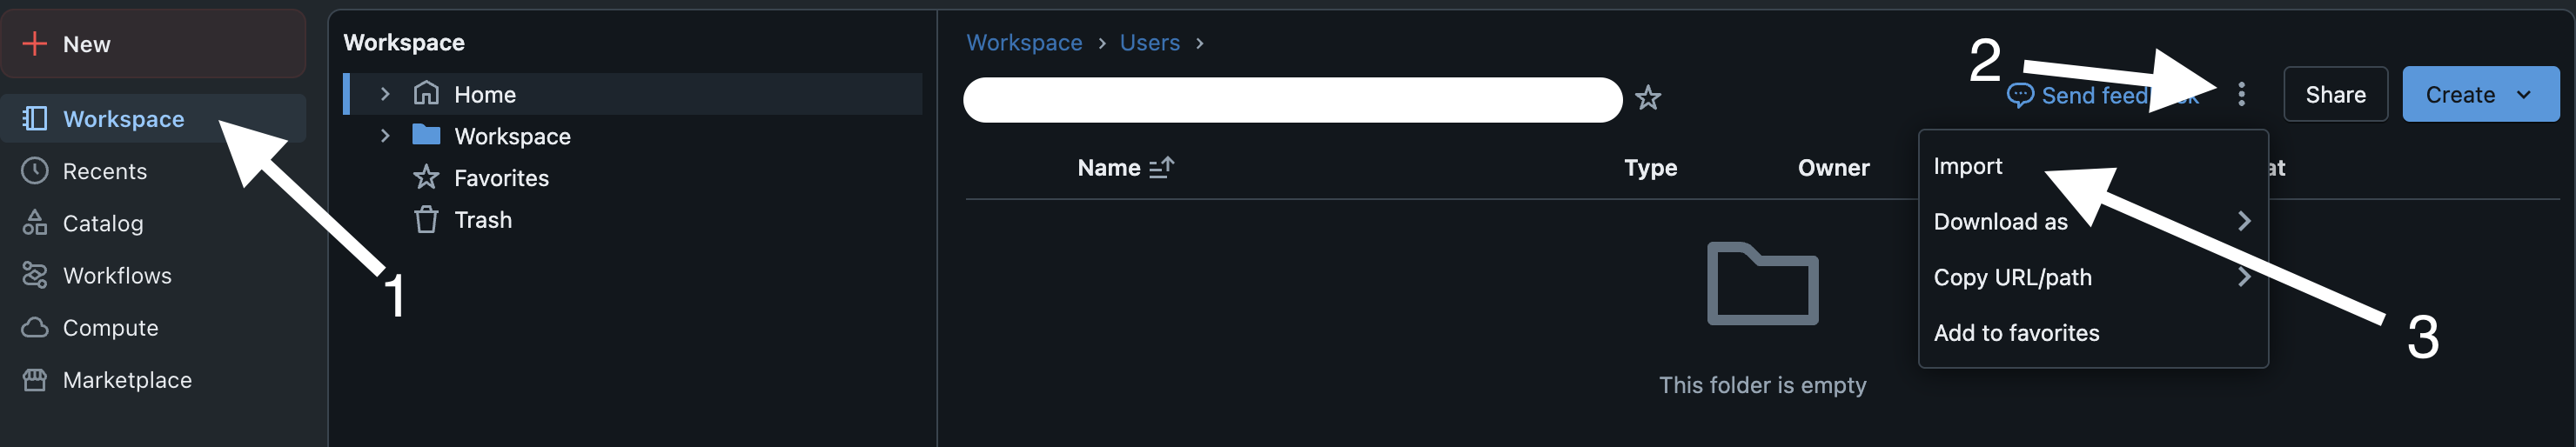 New
Workspace
Recents
Catalog
Workflows
Compute
Marketplace
1
Workspace
Home
Workspace
Favorites
Trash
Workspace › Users ›
2
Send feed k
Share
Create
Name
Type
Owner
at
Import
Download as
Copy URL/path
Add to favorites
3
This folder is empty